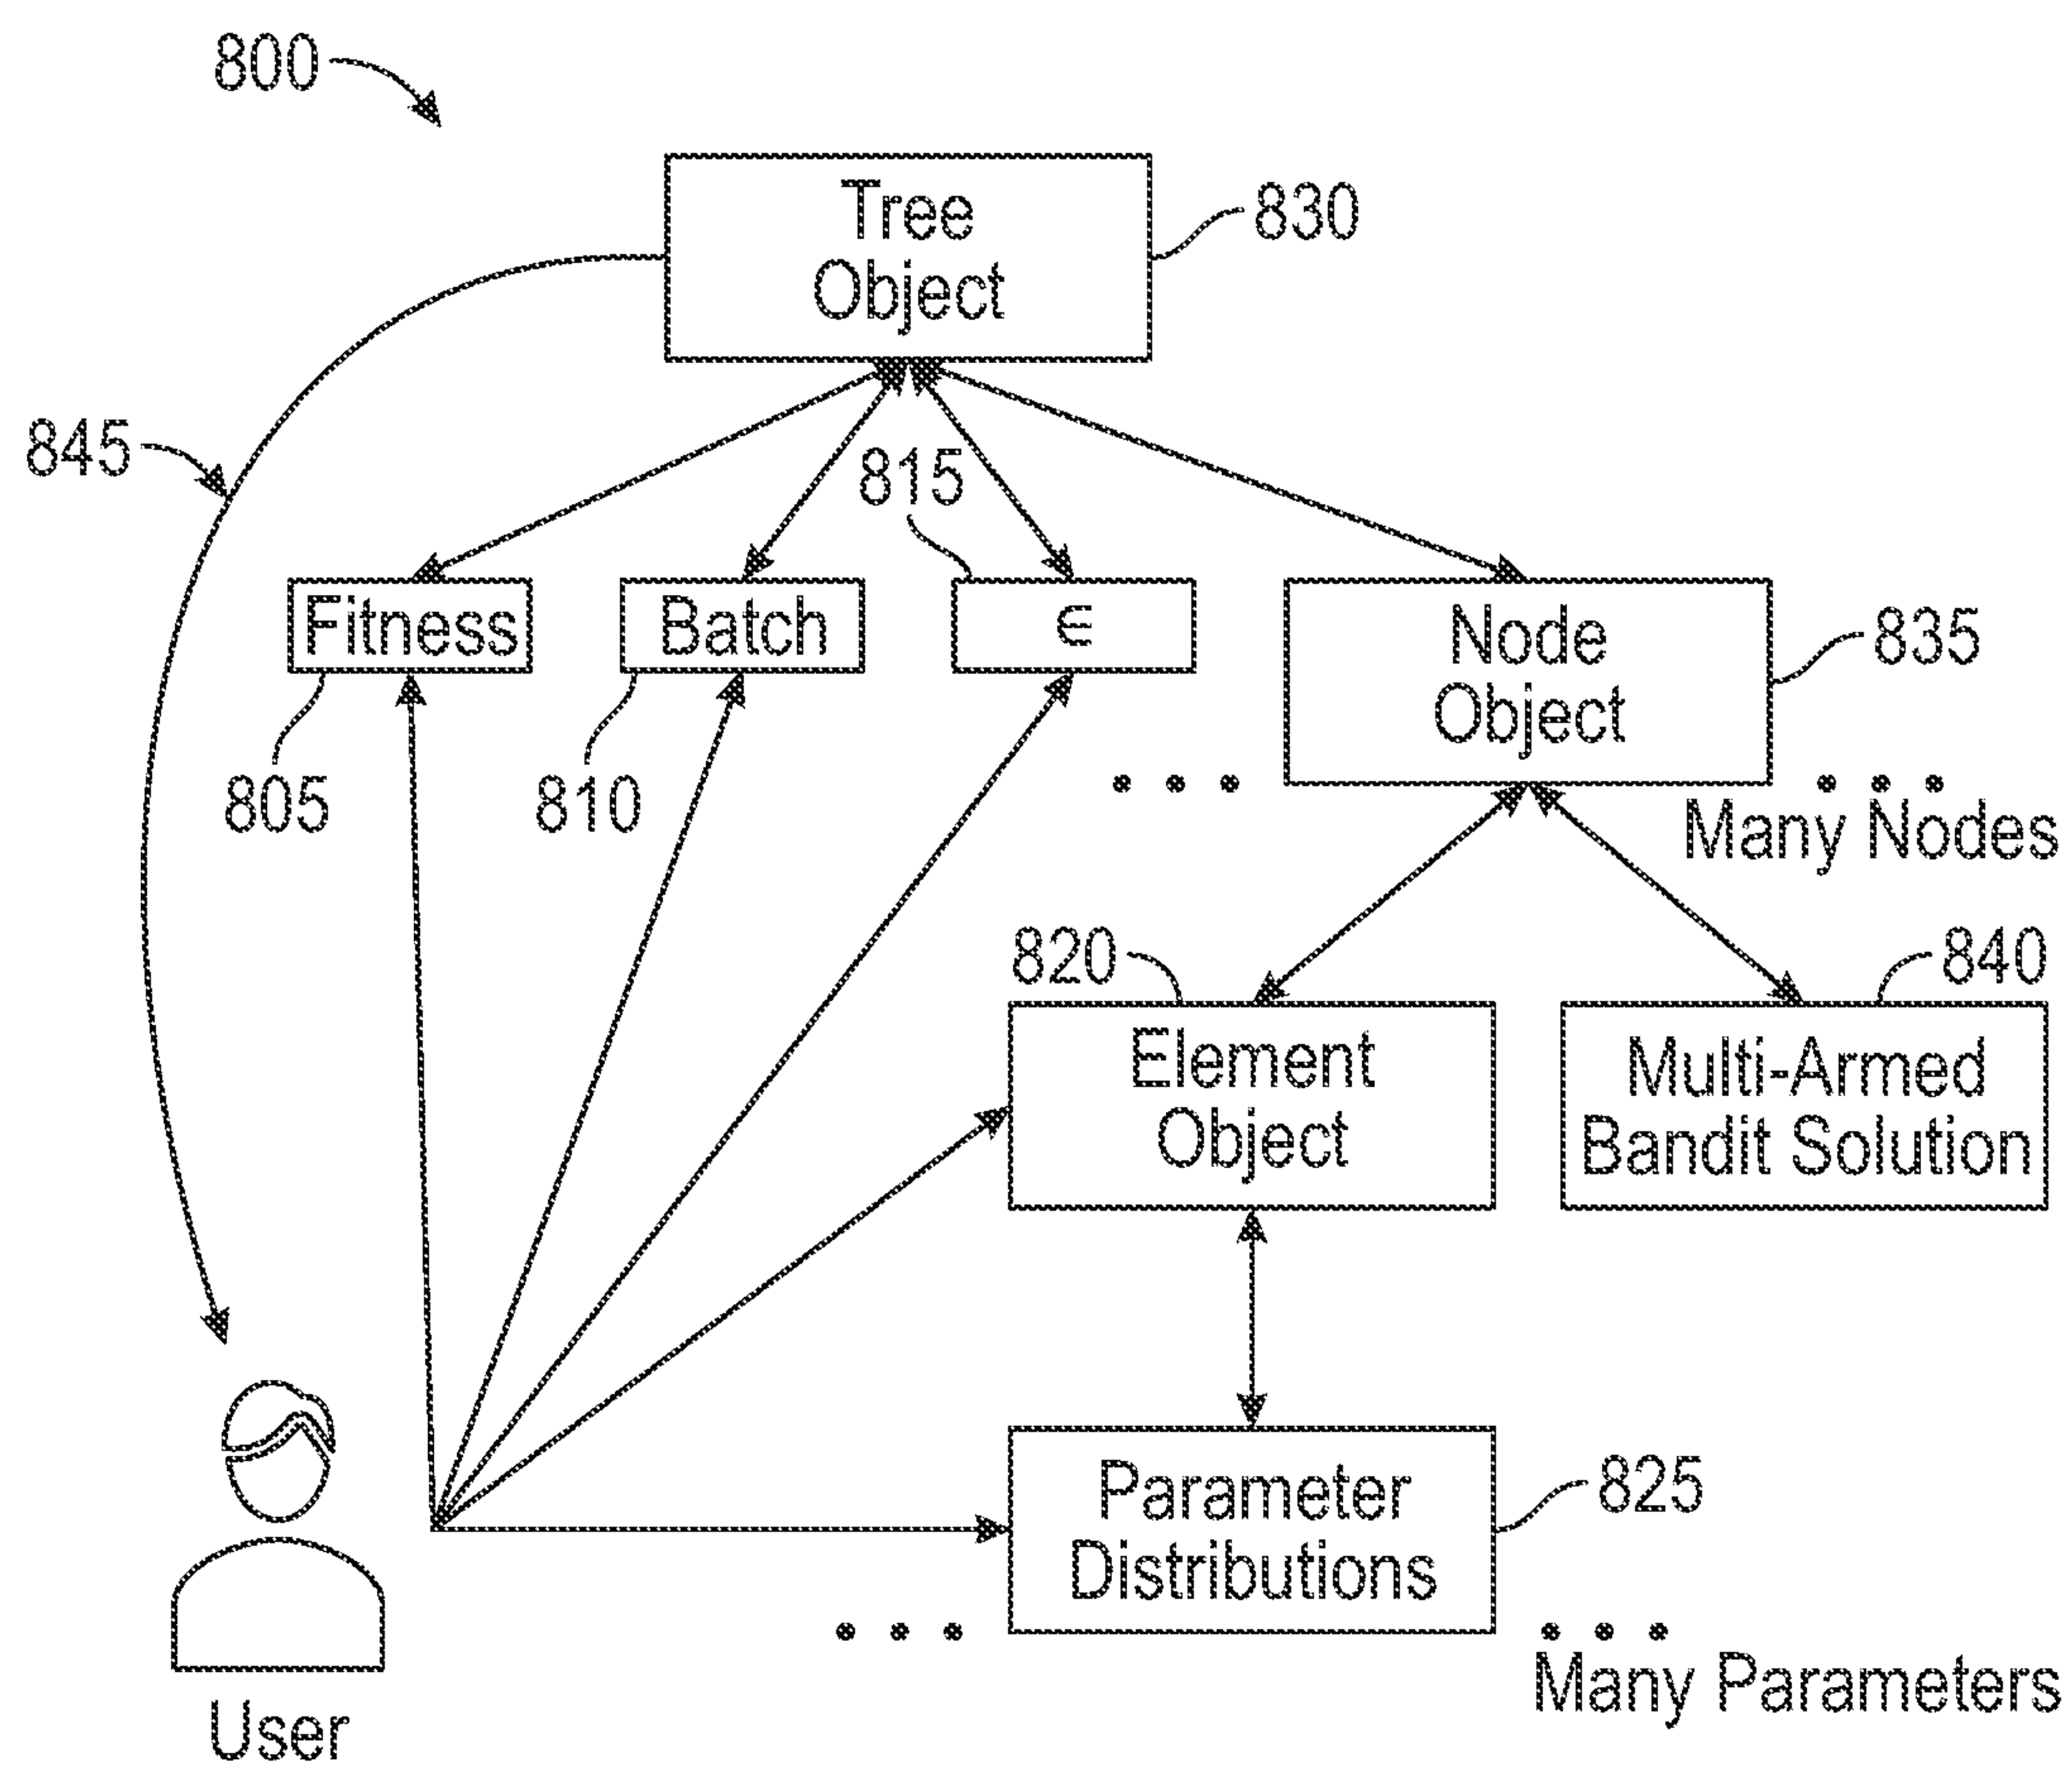 800
Tree
Object
830
845
815
Fitness
Batch
∈
Node
Object
835
805
810
Many Nodes
820
840
Element
Object
Multi-Armed
Bandit Solution
Parameter
Distributions
825
Many Parameters
User